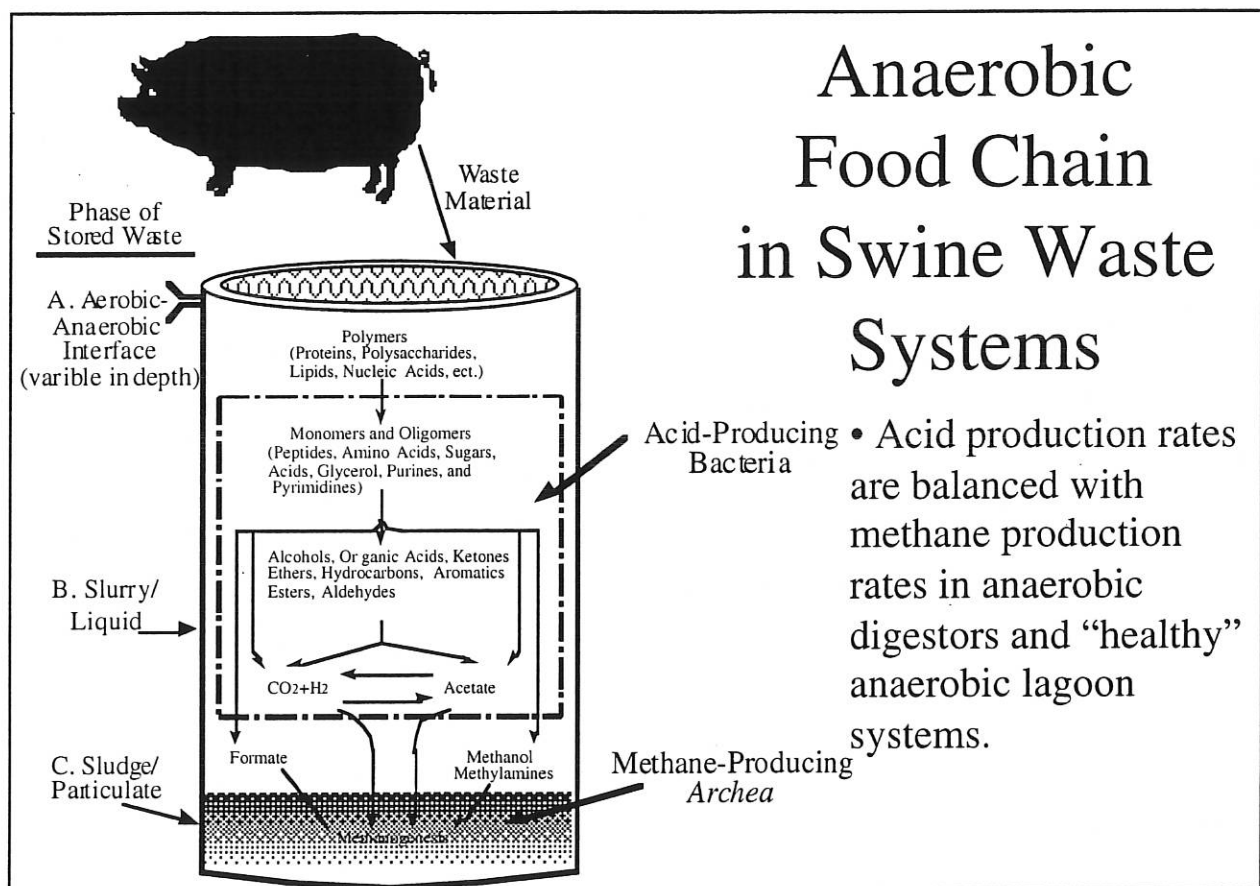 Anaerobic
Food Chain
in Swine Waste
Systems
Waste
Material
Phase of
Stored Waste
A. Aerobic-
Anaerobic
Interface
(varible in depth)
Polymers
(Proteins, Polysaccharides,
Lipids, Nucleic Acids, ect.)
Monomers and Oligomers
(Peptides, Amino Acids, Sugars,
Acids, Glycerol, Purines, and
Pyrimidines)
Acid-Producing
Bacteria
• Acid production rates
are balanced with
methane production
rates in anaerobic
digestors and “healthy”
anaerobic lagoon
systems.
Alcohols, Or ganic Acids, Ketones
Ethers, Hydrocarbons, Aromatics
Esters, Aldehydes
B. Slurry/
Liquid
CO2+H2
Acetate
Formate
Methanol
Methylamines
C. Sludge/
Particulate
Methane-Producing
Archea
Methanogenesis